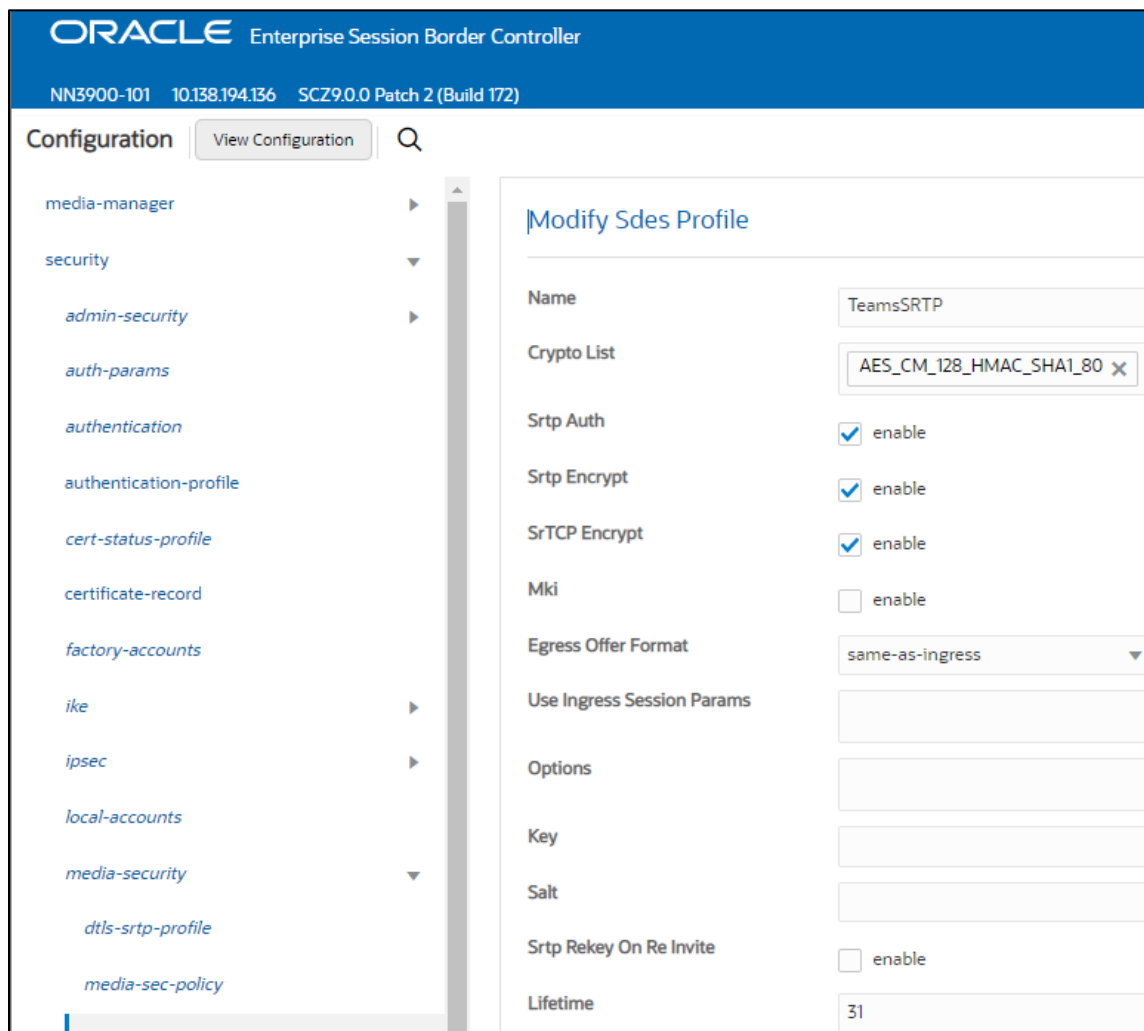 ORACLE Enterprise Session Border Controller
NN3900-101 10.138.194.136 SCZ9.0.0 Patch 2 (Build 172)
Configuration View Configuration
media-manager
security
admin-security
auth-params
authentication
authentication-profile
cert-status-profile
certificate-record
factory-accounts
ike
ipsec
local-accounts
media-security
dtls-srtp-profile
media-sec-policy
Modify Sdes Profile
Name TeamsSRTP
Crypto List AES_CM_128_HMAC_SHA1_80
Srtp Auth enable
Srtp Encrypt enable
SrTCP Encrypt enable
Mki enable
Egress Offer Format same-as-ingress
Use Ingress Session Params
Options
Key
Salt
Srtp Rekey On Re Invite enable
Lifetime 31